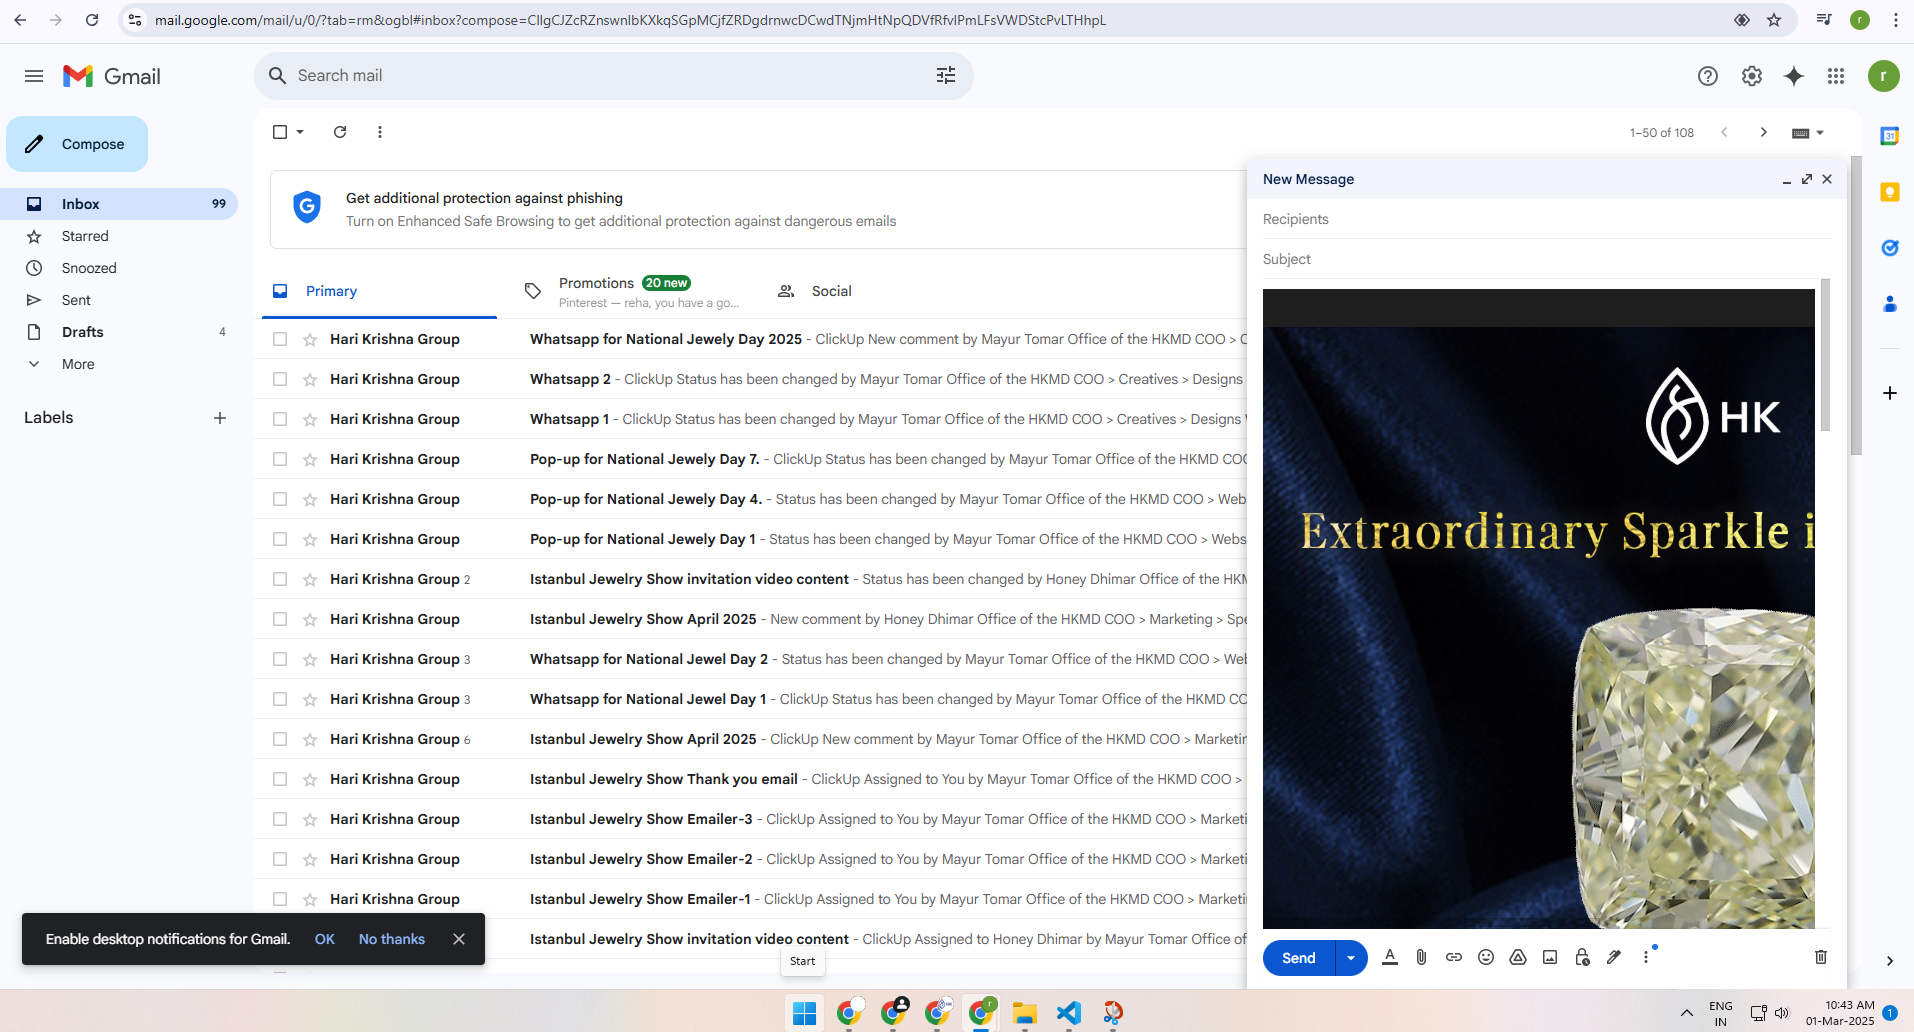 mail.google.com/mail/u/0/?tab=rm&ogbl#inbox?compose=CllgCJZcRZnswnlbKXkqSGpMCjfZRDgdrnwcDCwdTNjmHtNpQDVfRfvlPmLFsVWDStcPvLTHhpL
r
Gmail
Search mail
r
Compose
1–50 of 108
31
Inbox 99
Starred
Snoozed
Sent
Drafts 4
More
Labels
G
Get additional protection against phishing
Turn on Enhanced Safe Browsing to get additional protection against dangerous emails
Primary
Promotions 20 new
Pinterest — reha, you have a go...
Social
Hari Krishna Group Whatsapp for National Jewely Day 2025 - ClickUp New comment by Mayur Tomar Office of the HKMD COO > C
Hari Krishna Group Whatsapp 2 - ClickUp Status has been changed by Mayur Tomar Office of the HKMD COO > Creatives > Designs
Hari Krishna Group Whatsapp 1 - ClickUp Status has been changed by Mayur Tomar Office of the HKMD COO > Creatives > Designs
Hari Krishna Group Pop-up for National Jewely Day 7. - ClickUp Status has been changed by Mayur Tomar Office of the HKMD COO
Hari Krishna Group Pop-up for National Jewely Day 4. - Status has been changed by Mayur Tomar Office of the HKMD COO > Web
Hari Krishna Group Pop-up for National Jewely Day 1 - Status has been changed by Mayur Tomar Office of the HKMD COO > Webs
Hari Krishna Group 2 Istanbul Jewelry Show invitation video content - Status has been changed by Honey Dhimar Office of the HKM
Hari Krishna Group Istanbul Jewelry Show April 2025 - New comment by Honey Dhimar Office of the HKMD COO > Marketing > Spe
Hari Krishna Group 3 Whatsapp for National Jewel Day 2 - Status has been changed by Mayur Tomar Office of the HKMD COO > Web
Hari Krishna Group 3 Whatsapp for National Jewel Day 1 - ClickUp Status has been changed by Mayur Tomar Office of the HKMD CO
Hari Krishna Group 6 Istanbul Jewelry Show April 2025 - ClickUp New comment by Mayur Tomar Office of the HKMD COO > Marketin
Hari Krishna Group Istanbul Jewelry Show Thank you email - ClickUp Assigned to You by Mayur Tomar Office of the HKMD COO >
Hari Krishna Group Istanbul Jewelry Show Emailer-3 - ClickUp Assigned to You by Mayur Tomar Office of the HKMD COO > Marketi
Hari Krishna Group Istanbul Jewelry Show Emailer-2 - ClickUp Assigned to You by Mayur Tomar Office of the HKMD COO > Marketi
Hari Krishna Group Istanbul Jewelry Show Emailer-1 - ClickUp Assigned to You by Mayur Tomar Office of the HKMD COO > Marketi
Istanbul Jewelry Show invitation video content - ClickUp Assigned to Honey Dhimar by Mayur Tomar Office of
Enable desktop notifications for Gmail. OK No thanks
Start
New Message
Recipients
Subject
HK
Extraordinary Sparkle i
Send
ENG
IN
10:43 AM
01-Mar-2025
1